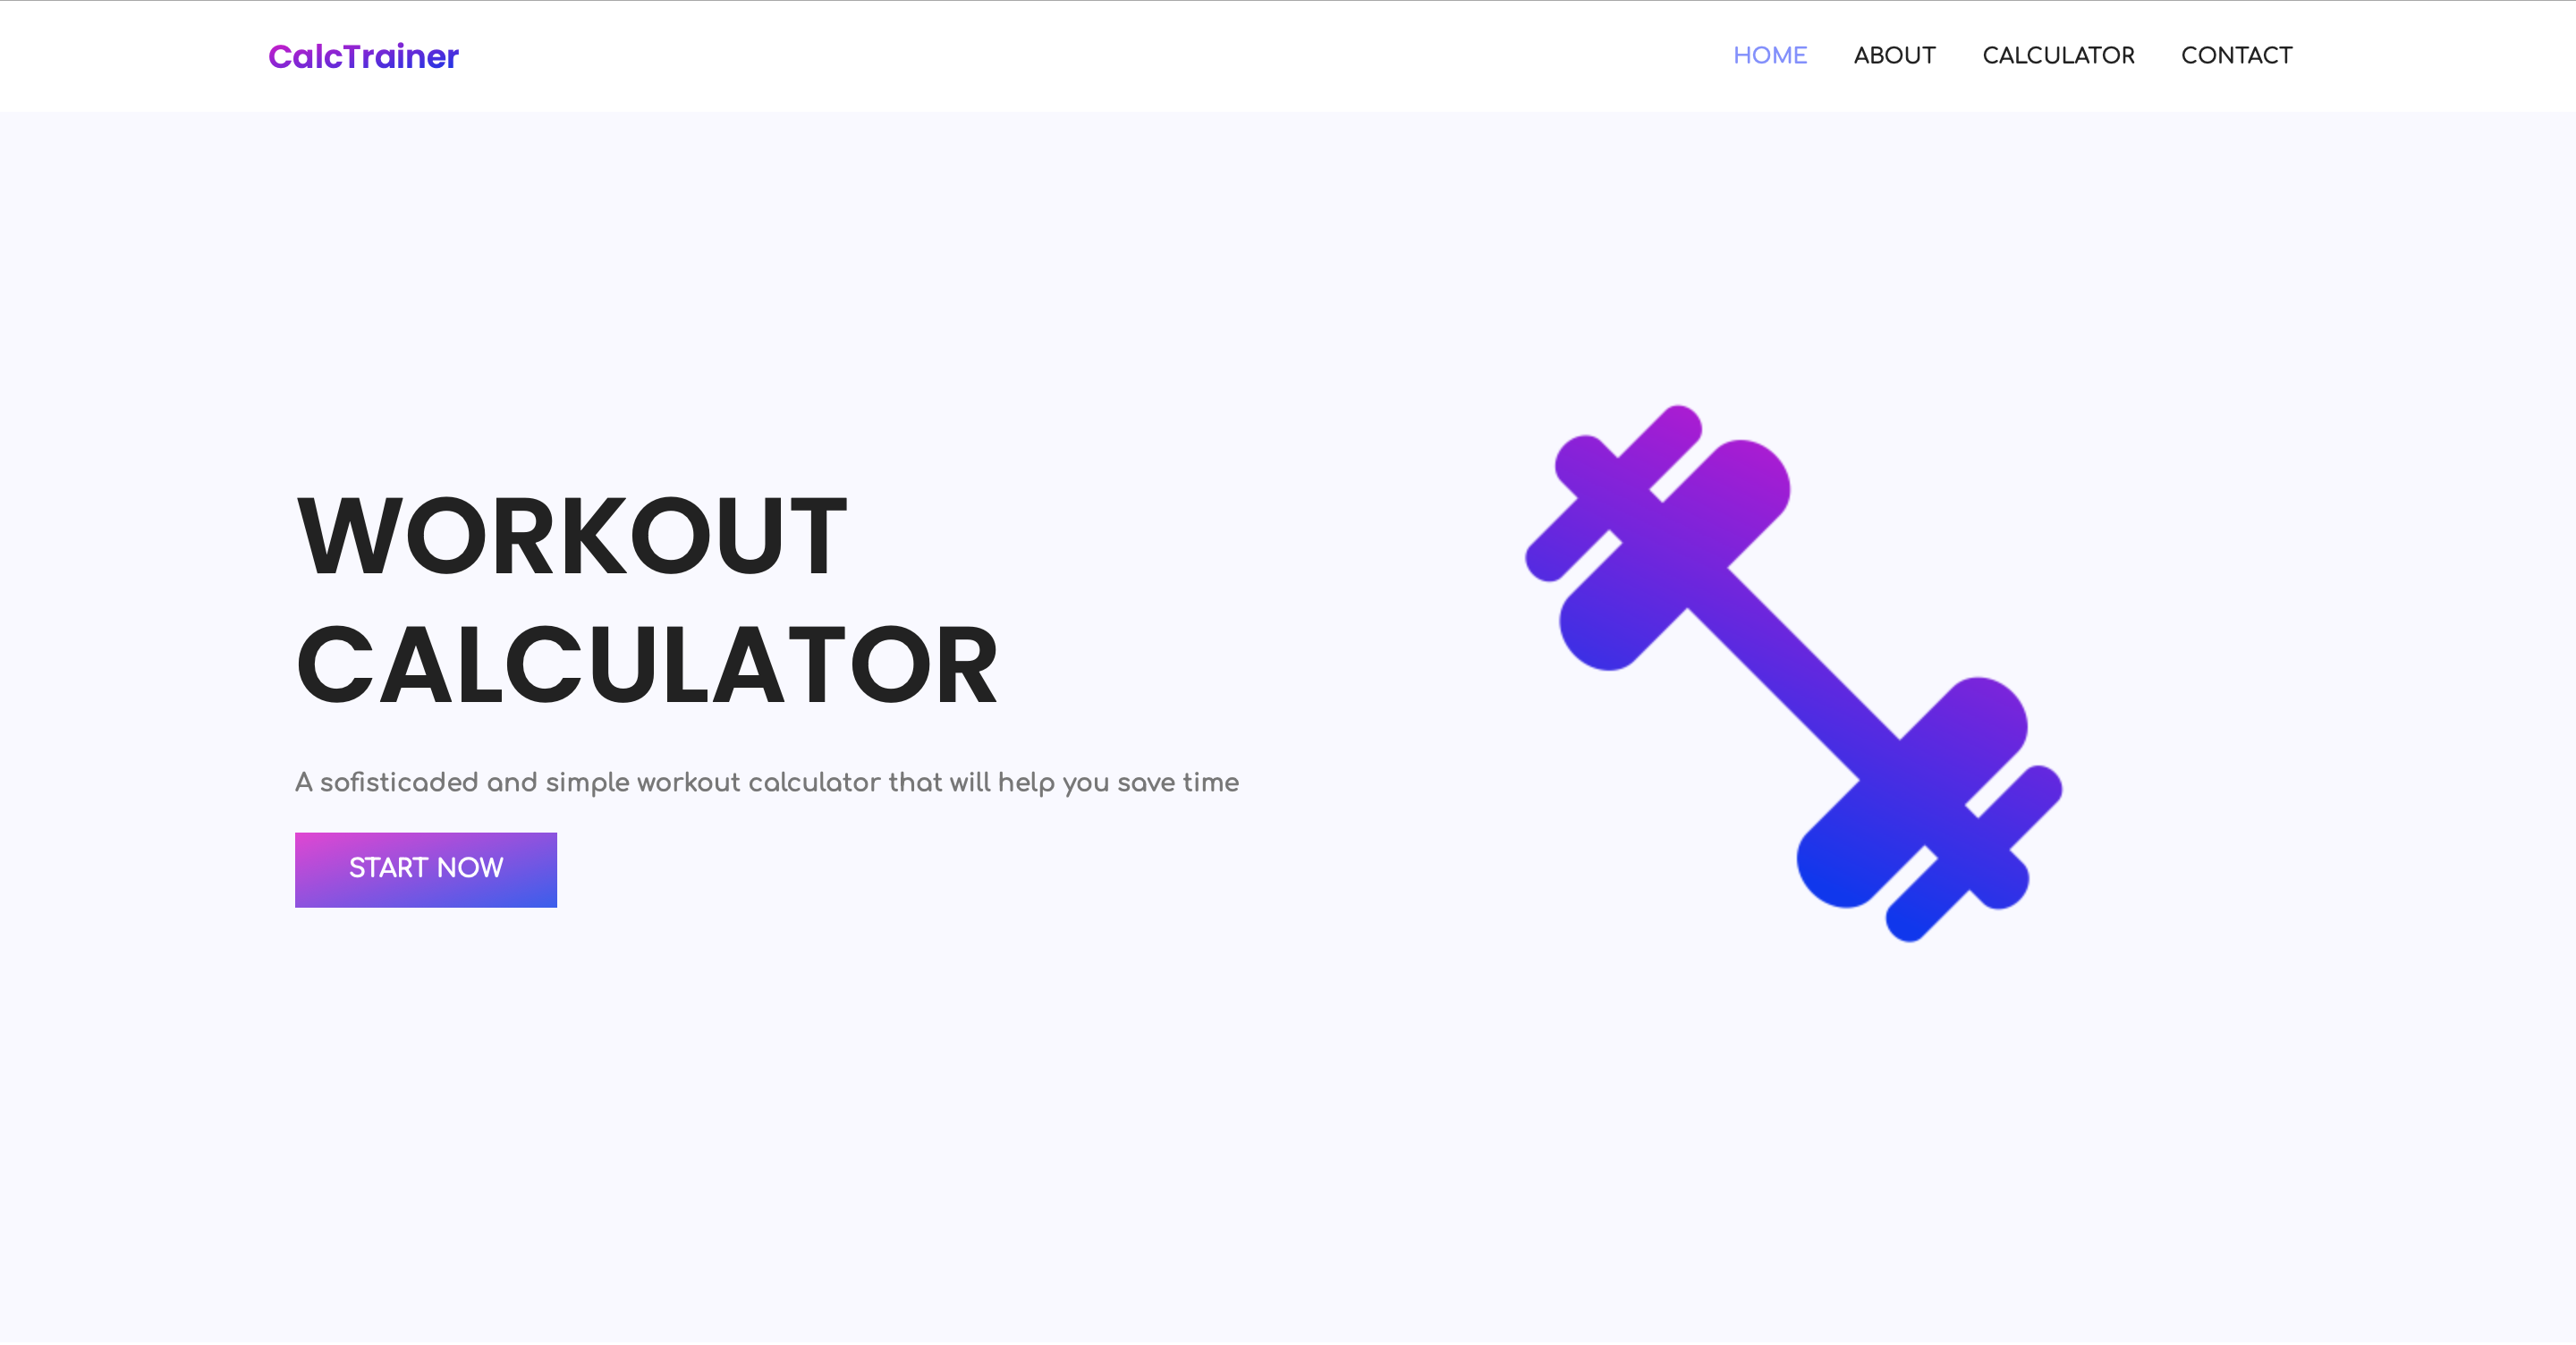 CalcTrainer
HOME ABOUT CALCULATOR CONTACT
WORKOUT
CALCULATOR
A sofisticaded and simple workout calculator that will help you save time
START NOW